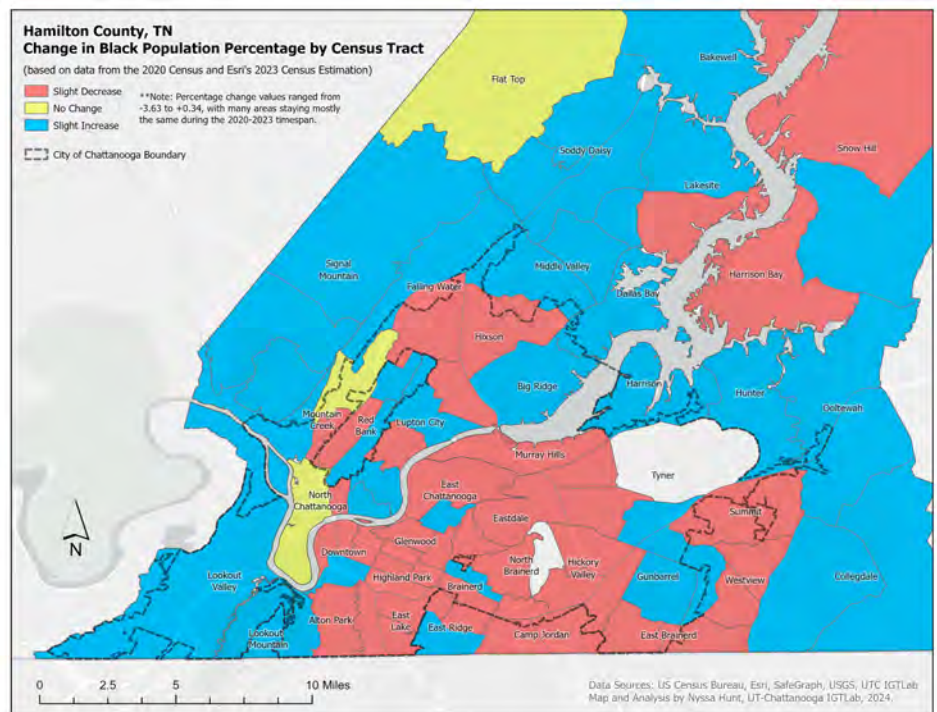 Hamilton County, TN
Change in Black Population Percentage by Census Tract
(based on data from the 2020 Census and Esri's 2023 Census Estimation)
Slight Decrease
No Change
Slight Increase
**Note: Percentage change values ranged from
-3.63 to +0.34, with many areas staying mostly
the same during the 2020-2023 timespan.
City of Chattanooga Boundary
Bakewell
Flat Top
Snow Hill
Soddy Daisy
Lakesite
Signal
Mountain
Middle Valley
Falling Water
Harrison Bay
Dallas Bay
Hixson
Big Ridge
Harrison
Hunter
Ooltewah
Mountain
Creek
Red
Bank
Lupton City
Murray Hills
Tyner
North
Chattanooga
East
Chattanooga
Summit
Eastdale
Downtown
Glenwood
North
Brainerd
Hickory
Valley
Highland Park
Brainerd
Gunbarrel
Westview
Collegdale
Lookout
Valley
Lookout
Mountain
Alton Park
East
Lake
East Ridge
Camp Jordan
East Brainerd
N
0 2.5 5 10 Miles
Data Sources: US Census Bureau, Esri, SafeGraph, USGS, UTC IGTLab
Map and Analysis by Nyssa Hunt, UT-Chattanooga IGTLab, 2024.